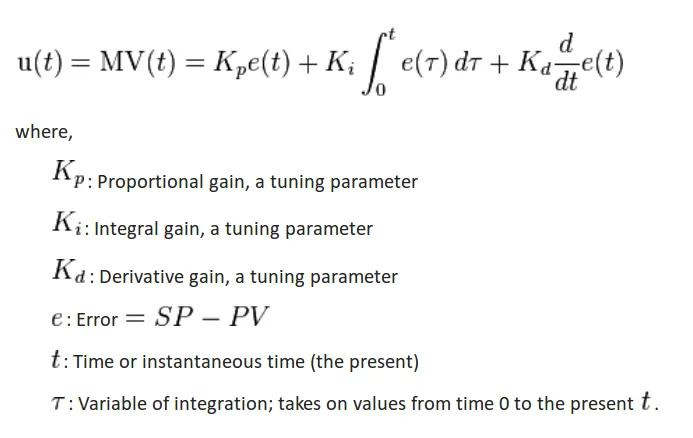 u(t) = MV(t) = K_p e(t) + K_i ∫_0^t e(τ) dτ + K_d d/dt e(t)
where,
K_p : Proportional gain, a tuning parameter
K_i : Integral gain, a tuning parameter
K_d : Derivative gain, a tuning parameter
e : Error = SP − PV
t : Time or instantaneous time (the present)
τ : Variable of integration; takes on values from time 0 to the present t .